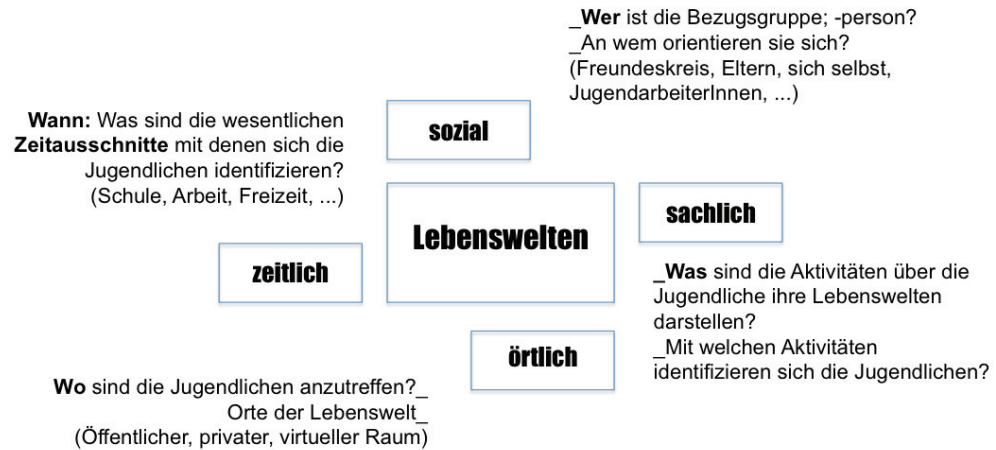 _Wer ist die Bezugsgruppe; -person?
_An wem orientieren sie sich?
(Freundeskreis, Eltern, sich selbst,
JugendarbeiterInnen, ...)
Wann: Was sind die wesentlichen
Zeitausschnitte mit denen sich die
Jugendlichen identifizieren?
(Schule, Arbeit, Freizeit, ...)
sozial
Lebenswelten
sachlich
zeitlich
_Was sind die Aktivitäten über die
Jugendliche ihre Lebenswelten
darstellen?
_Mit welchen Aktivitäten
identifizieren sich die Jugendlichen?
örtlich
Wo sind die Jugendlichen anzutreffen?_
Orte der Lebenswelt_
(Öffentlicher, privater, virtueller Raum)